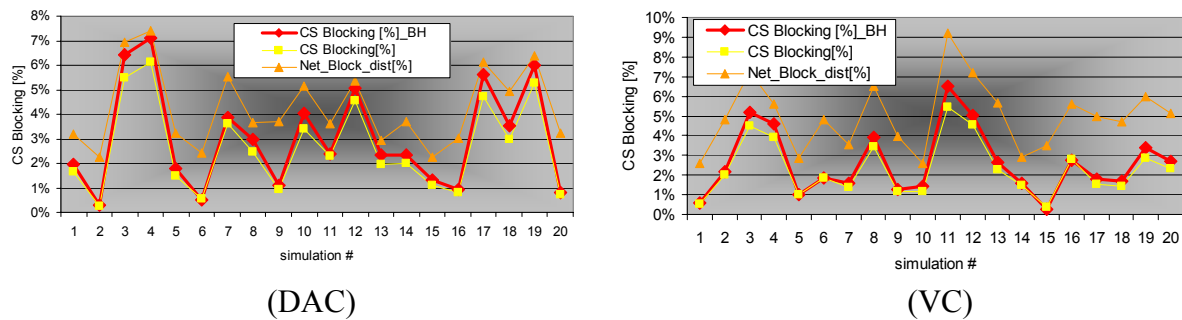 8%
7%
6%
5%
4%
3%
2%
1%
0%
CS Blocking [%]
CS Blocking [%]_BH
CS Blocking[%]
Net_Block_dist[%]
1 2 3 4 5 6 7 8 9 10 11 12 13 14 15 16 17 18 19 20
simulation #
(DAC)
10%
9%
8%
7%
6%
5%
4%
3%
2%
1%
0%
CS Blocking [%]
CS Blocking [%]_BH
CS Blocking[%]
Net_Block_dist[%]
1 2 3 4 5 6 7 8 9 10 11 12 13 14 15 16 17 18 19 20
simulation #
(VC)